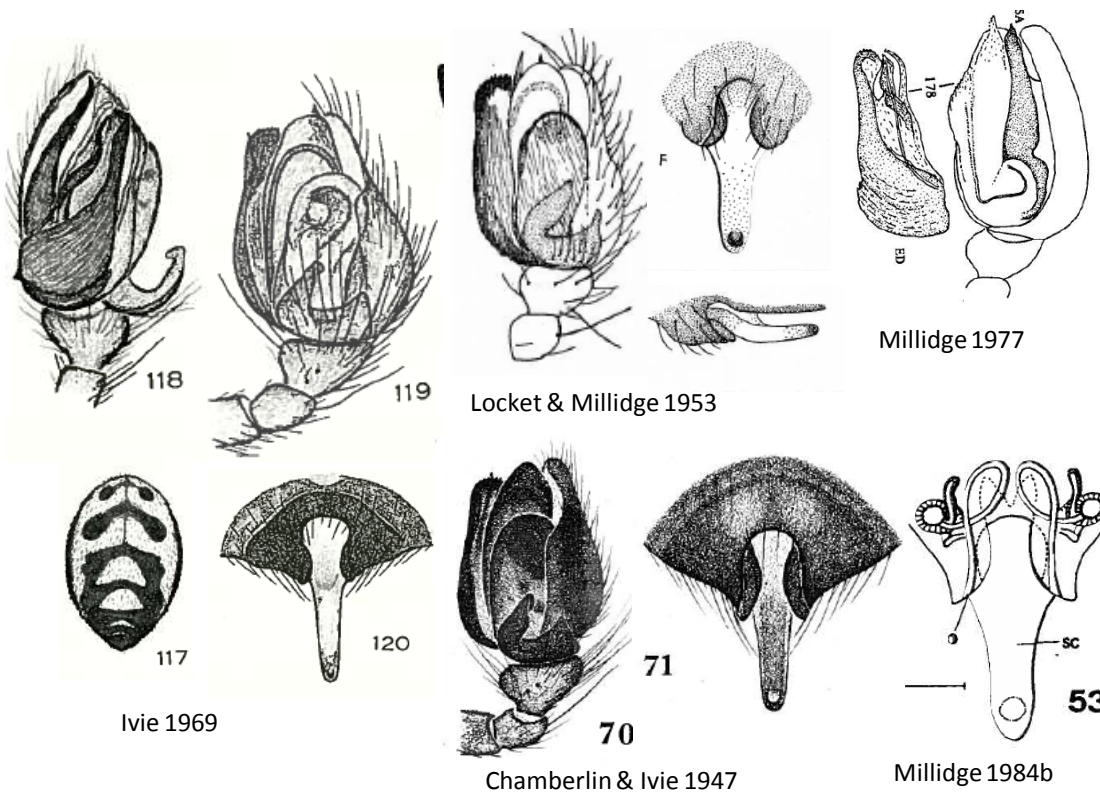 118
119
117
120
Ivie 1969
F
Locket & Millidge 1953
SA
178
ED
Millidge 1977
70
71
Chamberlin & Ivie 1947
SC
53
Millidge 1984b